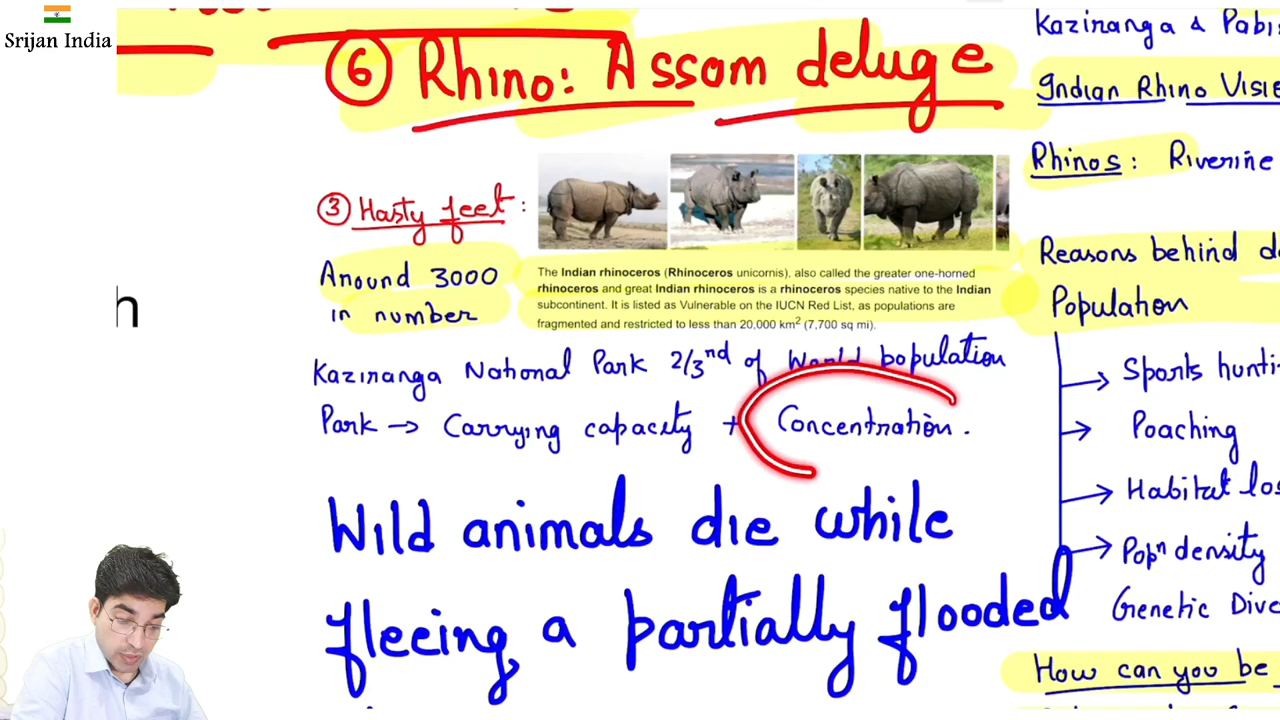 Srijan India
⑥ Rhino: Assam deluge
h
③ Hasty feet:
Around 3000
in number
The Indian rhinoceros (Rhinoceros unicornis), also called the greater one-horned
rhinoceros and great Indian rhinoceros is a rhinoceros species native to the Indian
subcontinent. It is listed as Vulnerable on the IUCN Red List, as populations are
fragmented and restricted to less than 20,000 km² (7,700 sq mi).
Kaziranga National Park 2/3nd of World population
Park → Carrying capacity + Concentration.
Wild animals die while
fleeing a partially flooded
Kaziranga & Pabi
Indian Rhino Visi
Rhinos: Riverine
Reasons behind d
Population
→ Sports hunti
→ Poaching
→ Habitat los
→ Popn density
Genetic Dive
How can you be